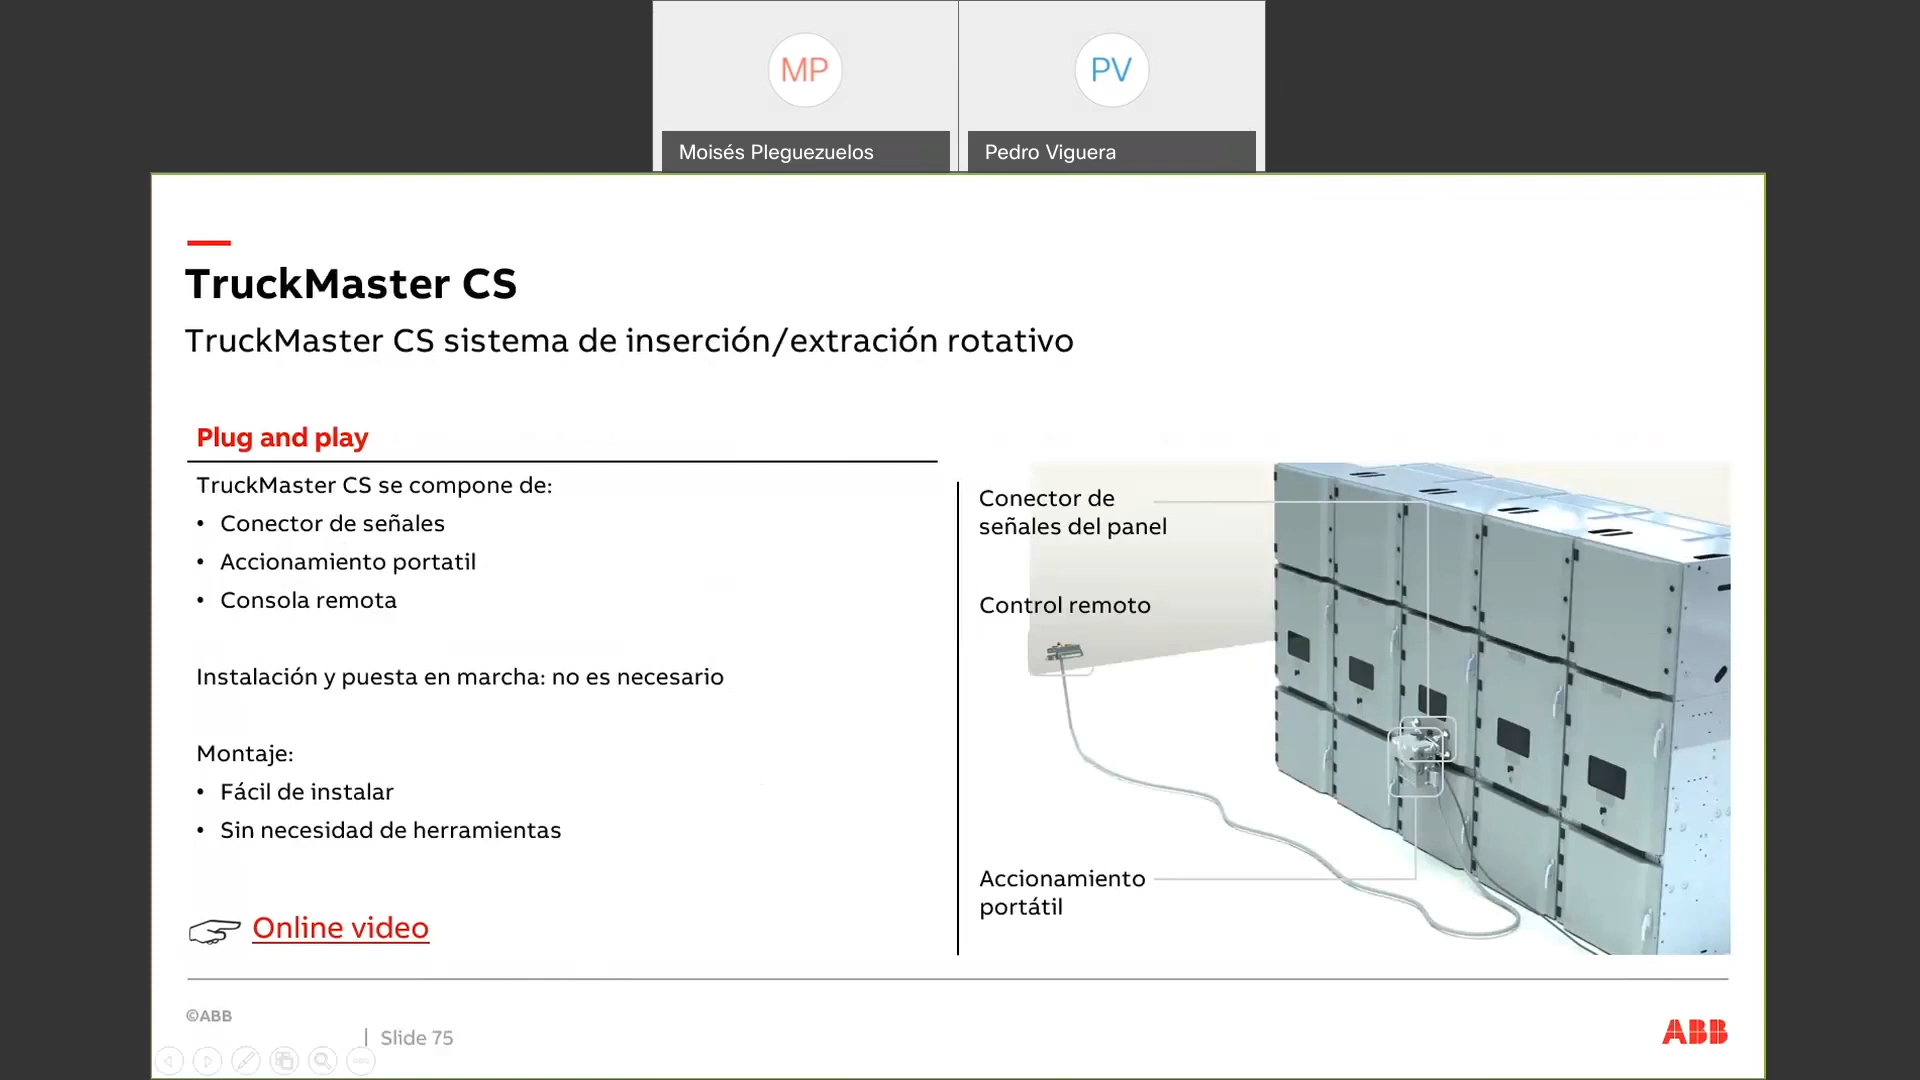 MP
PV
Moisés Pleguezuelos
Pedro Viguera
TruckMaster CS
TruckMaster CS sistema de inserción/extracción rotativo
Plug and play
TruckMaster CS se compone de:
• Conector de señales
• Accionamiento portatil
• Consola remota
Instalación y puesta en marcha: no es necesario
Montaje:
• Fácil de instalar
• Sin necesidad de herramientas
Online video
Conector de
señales del panel
Control remoto
Accionamiento
portátil
©ABB
| Slide 75
ABB